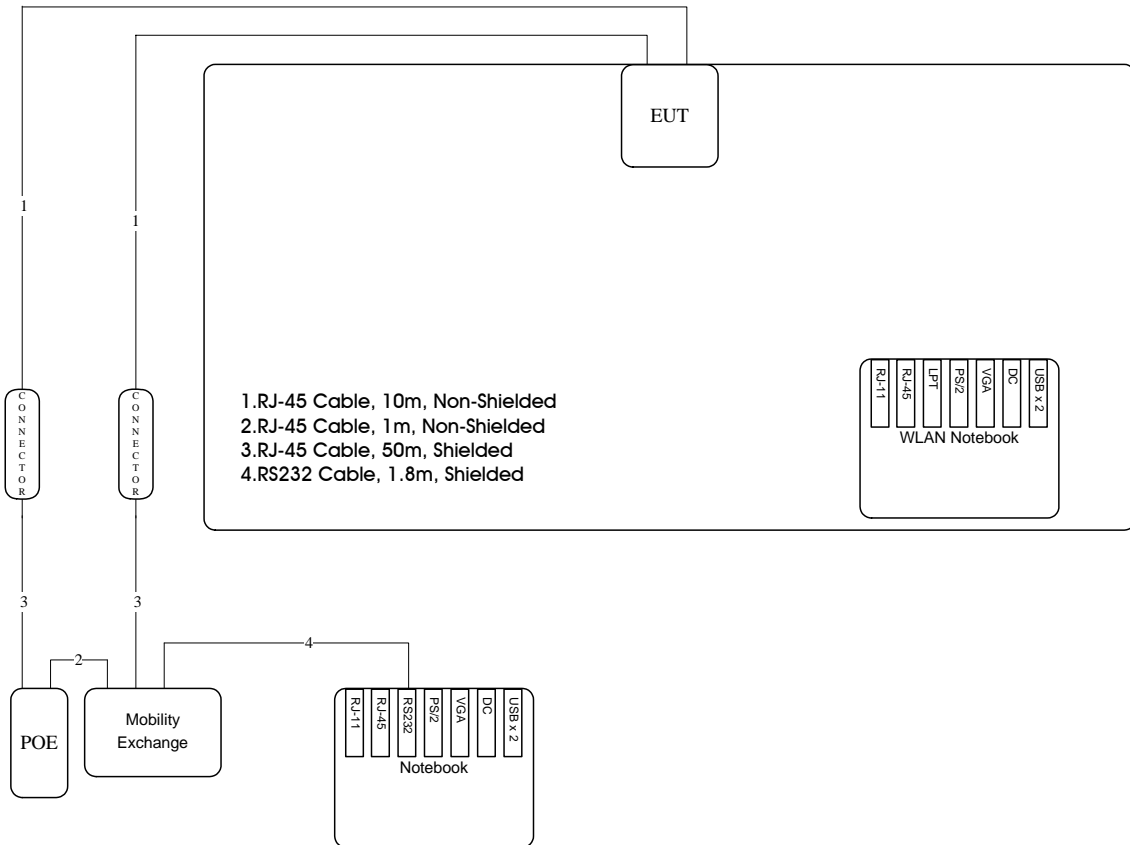 EUT
1
1
CONNECTOR
CONNECTOR
1.RJ-45 Cable, 10m, Non-Shielded
2.RJ-45 Cable, 1m, Non-Shielded
3.RJ-45 Cable, 50m, Shielded
4.RS232 Cable, 1.8m, Shielded
RJ-11
RJ-45
LPT
PS/2
VGA
DC
USB x 2
WLAN Notebook
3
3
2
4
POE
Mobility
Exchange
RJ-11
RJ-45
RS232
PS/2
VGA
DC
USB x 2
Notebook